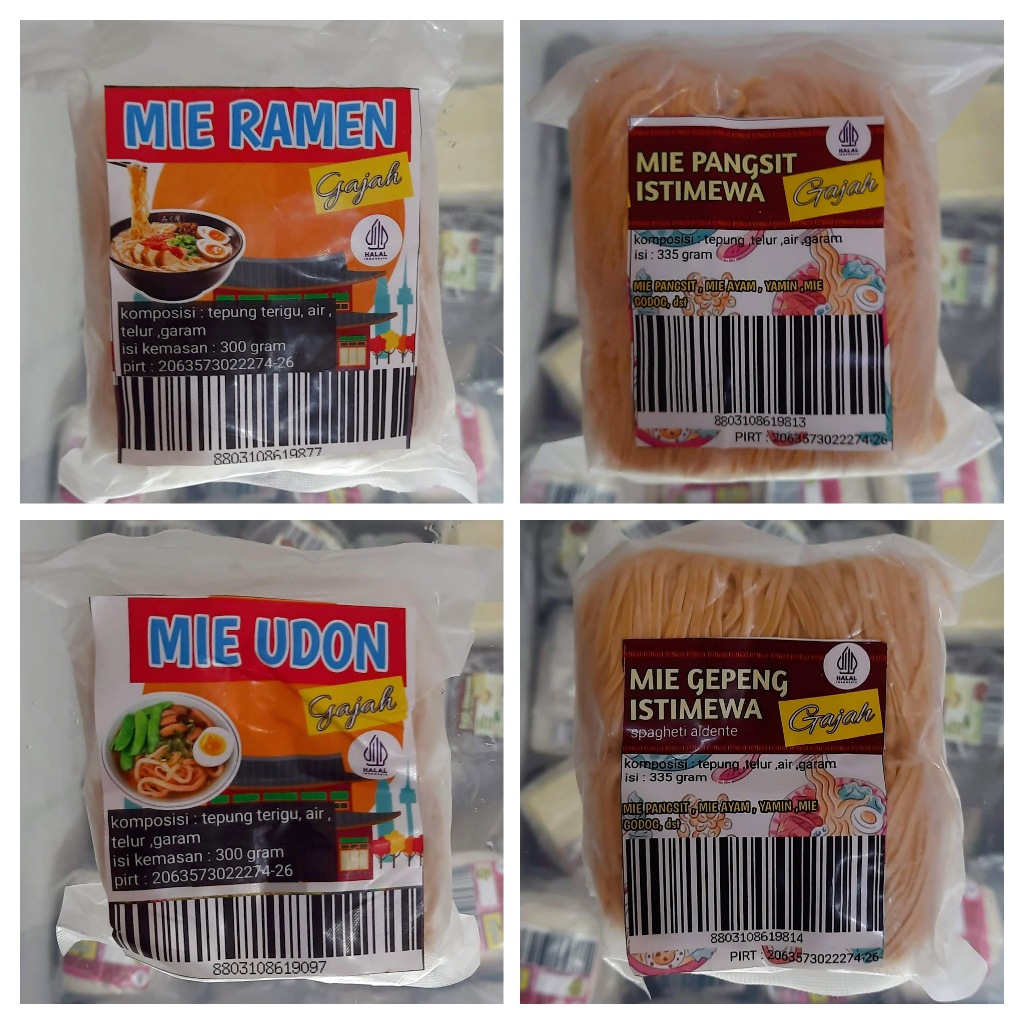 MIE RAMEN
Gajah
HALAL
INDONESIA
komposisi : tepung terigu, air ,
telur ,garam
isi kemasan : 300 gram
pirt : 2063573022274-26
8803108619877
HALAL
INDONESIA
MIE PANGSIT
ISTIMEWA
Gajah
komposisi : tepung ,telur ,air ,garam
isi : 335 gram
MIE PANGSIT , MIE AYAM , YAMIN ,MIE
GODOG, dst
8803108619813
PIRT : 2063573022274-26
MIE UDON
Gajah
HALAL
INDONESIA
komposisi : tepung terigu, air ,
telur ,garam
isi kemasan : 300 gram
pirt : 2063573022274-26
8803108619097
HALAL
INDONESIA
MIE GEPENG
ISTIMEWA
Gajah
spagheti aldente
komposisi : tepung ,telur ,air ,garam
isi : 335 gram
MIE PANGSIT , MIE AYAM , YAMIN ,MIE
GODOG, dst
8803108619814
PIRT : 2063573022274-26